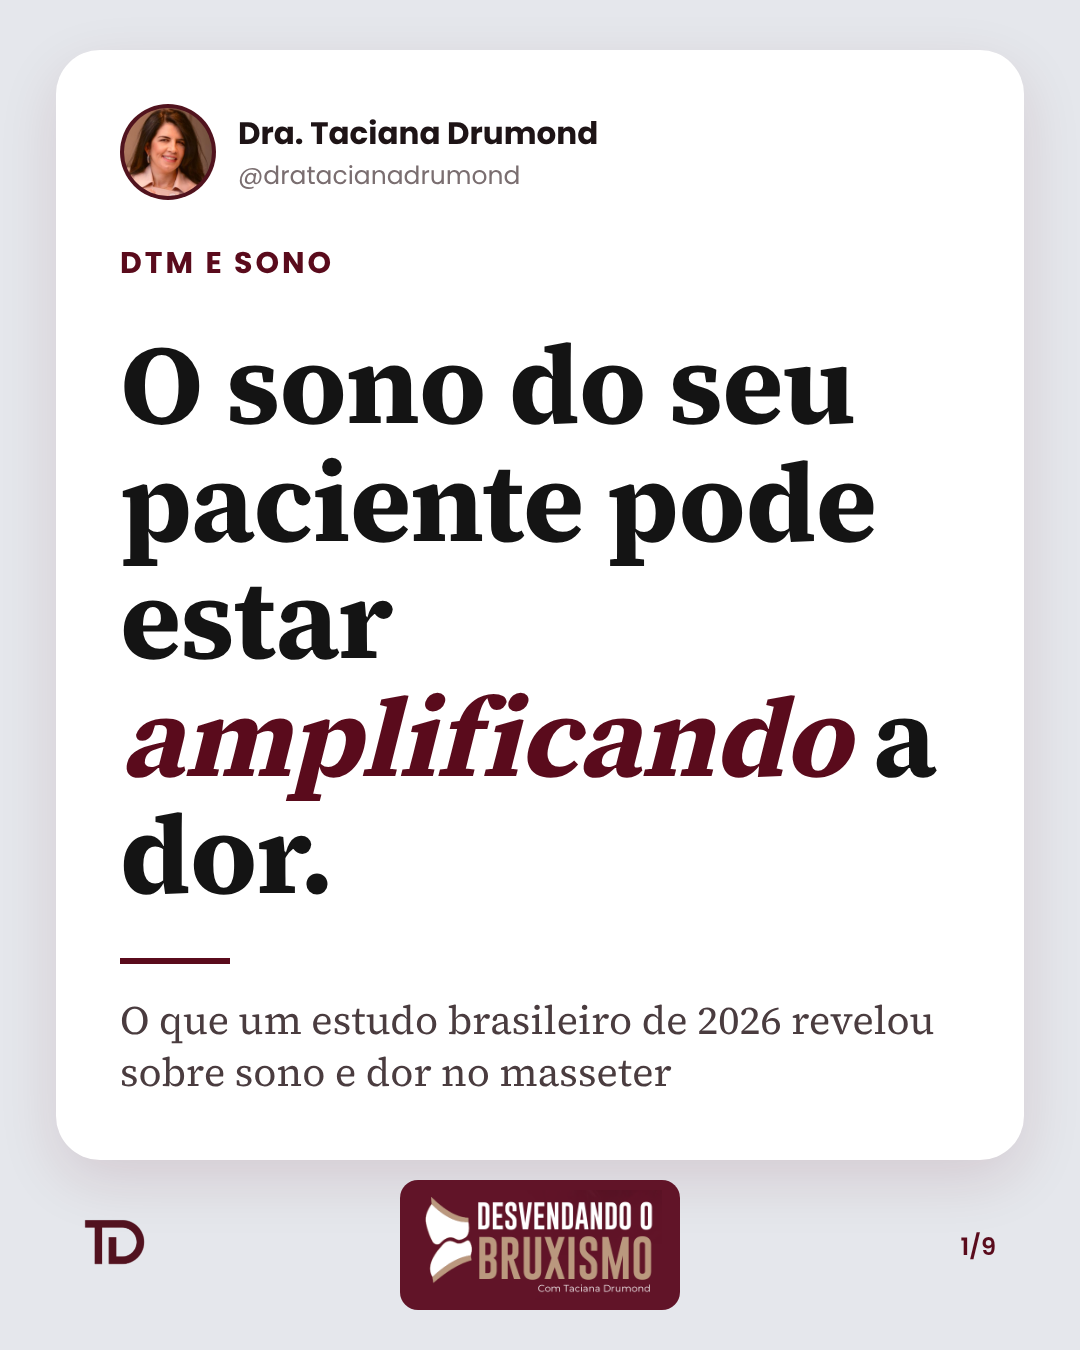 Dra. Taciana Drumond
@dratacianadrumond
DTM E SONO
O sono do seu
paciente pode
estar
amplificando a
dor.
O que um estudo brasileiro de 2026 revelou
sobre sono e dor no masseter
TD
DESVENDANDO O
BRUXISMO
Com Taciana Drumond
1/9